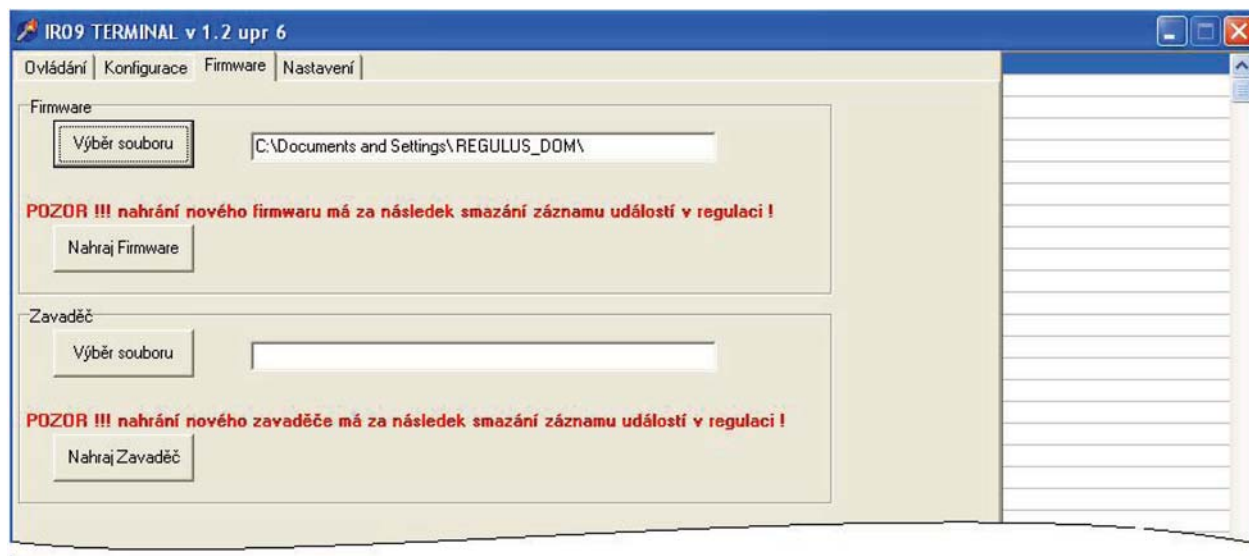 IR09 TERMINAL v 1.2 upr 6
Ovládání Konfigurace Firmware Nastavení
Firmware
Výběr souboru C:\Documents and Settings\REGULUS_DOM\
POZOR !!! nahrání nového firmwaru má za následek smazání záznamu událostí v regulaci !
Nahraj Firmware
Zavaděč
Výběr souboru
POZOR !!! nahrání nového zavaděče má za následek smazání záznamu událostí v regulaci !
Nahraj Zavaděč